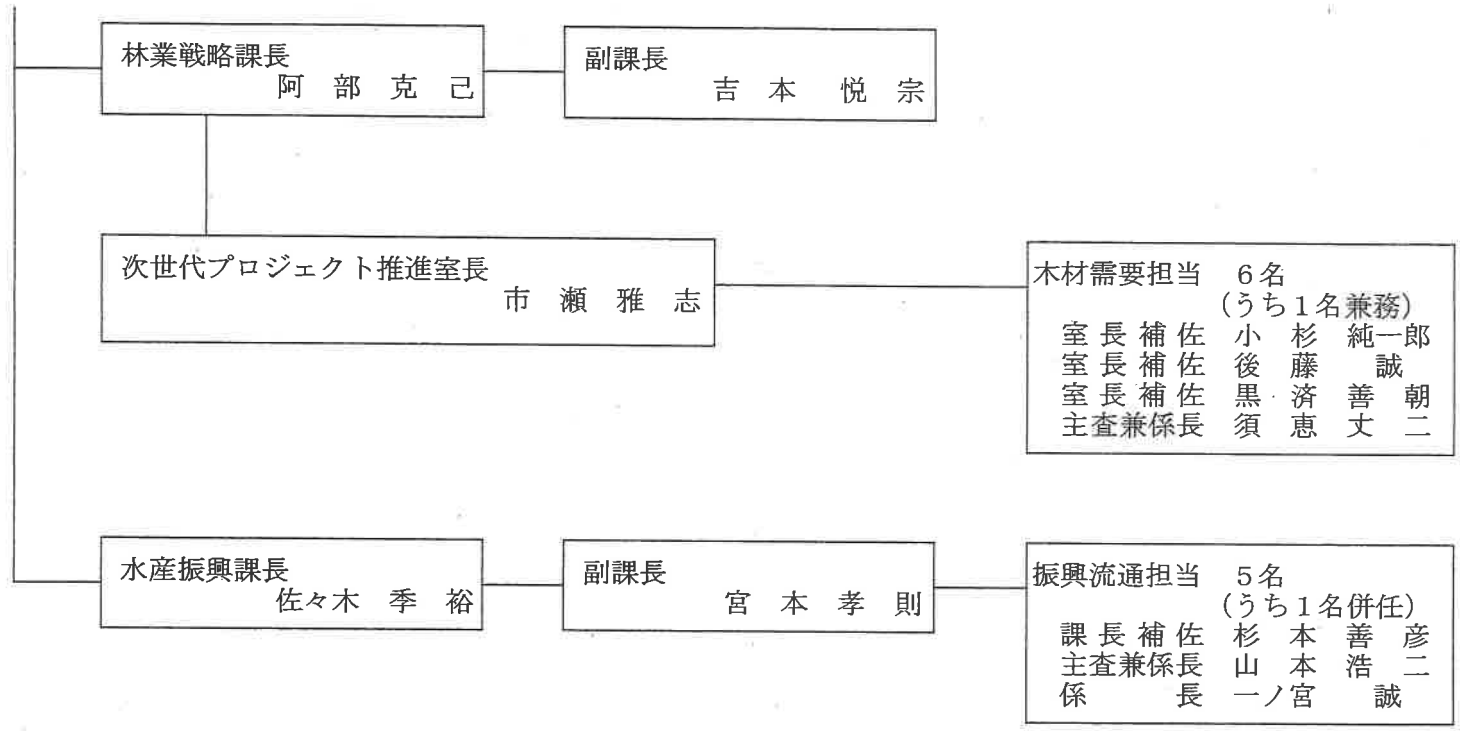 林業戦略課長
阿部克己
副課長
吉本悦宗
次世代プロジェクト推進室長
市瀬雅志
木材需要担当 6名
(うち1名兼務)
室長補佐 小杉純一郎
室長補佐 後藤誠
室長補佐 黒済善朝
主査兼係長 須恵丈二
水産振興課長
佐々木季裕
副課長
宮本孝則
振興流通担当 5名
(うち1名併任)
課長補佐 杉本善彦
主査兼係長 山本浩二
係長 一ノ宮誠